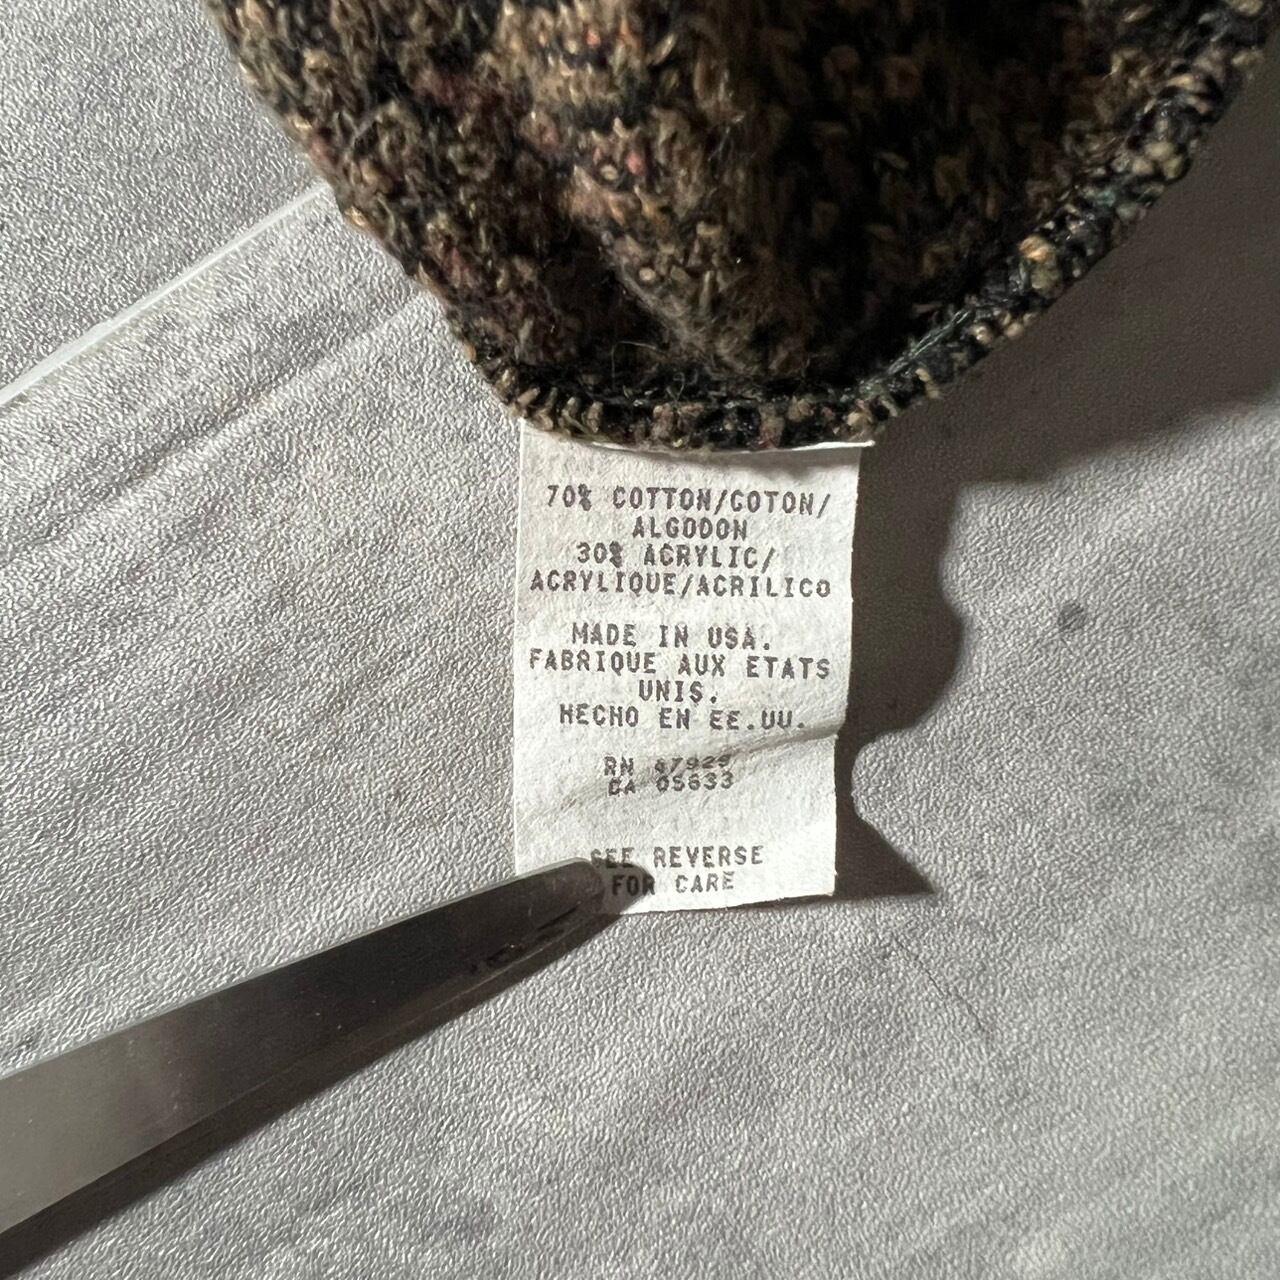 70% COTTON/COTON/
ALGODON
30% ACRYLIC/
ACRYLIQUE/ACRILICO
MADE IN USA.
FABRIQUE AUX ETATS
UNIS.
HECHO EN EE.UU.
RN
CA 05633
SEE REVERSE
FOR CARE